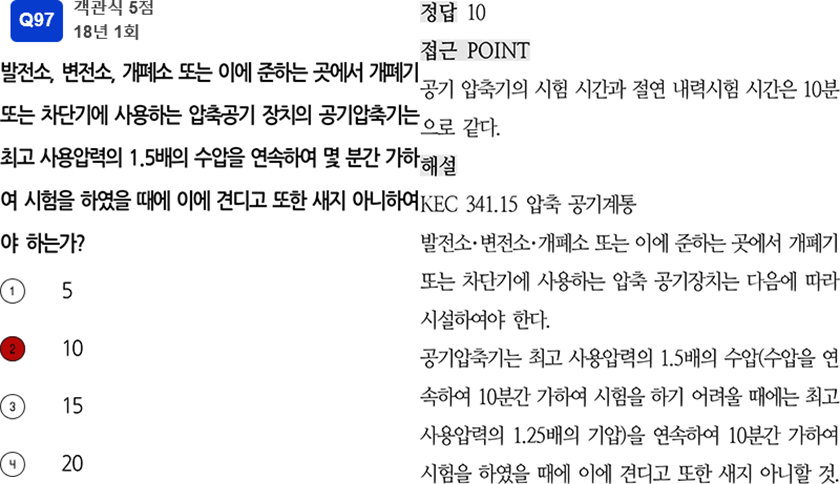 Q97
객관식 5점
18년 1회
발전소, 변전소, 개폐소 또는 이에 준하는 곳에서 개폐기
또는 차단기에 사용하는 압축공기 장치의 공기압축기는
최고 사용압력의 1.5배의 수압을 연속하여 몇 분간 가하
여 시험을 하였을 때에 이에 견디고 또한 새지 아니하여
야 하는가?
1 5
2 10
3 15
4 20
정답 10
접근 POINT
공기 압축기의 시험 시간과 절연 내력시험 시간은 10분
으로 같다.
해설
KEC 341.15 압축 공기계통
발전소·변전소·개폐소 또는 이에 준하는 곳에서 개폐기
또는 차단기에 사용하는 압축 공기장치는 다음에 따라
시설하여야 한다.
공기압축기는 최고 사용압력의 1.5배의 수압(수압을 연
속하여 10분간 가하여 시험을 하기 어려울 때에는 최고
사용압력의 1.25배의 기압)을 연속하여 10분간 가하여
시험을 하였을 때에 이에 견디고 또한 새지 아니할 것.